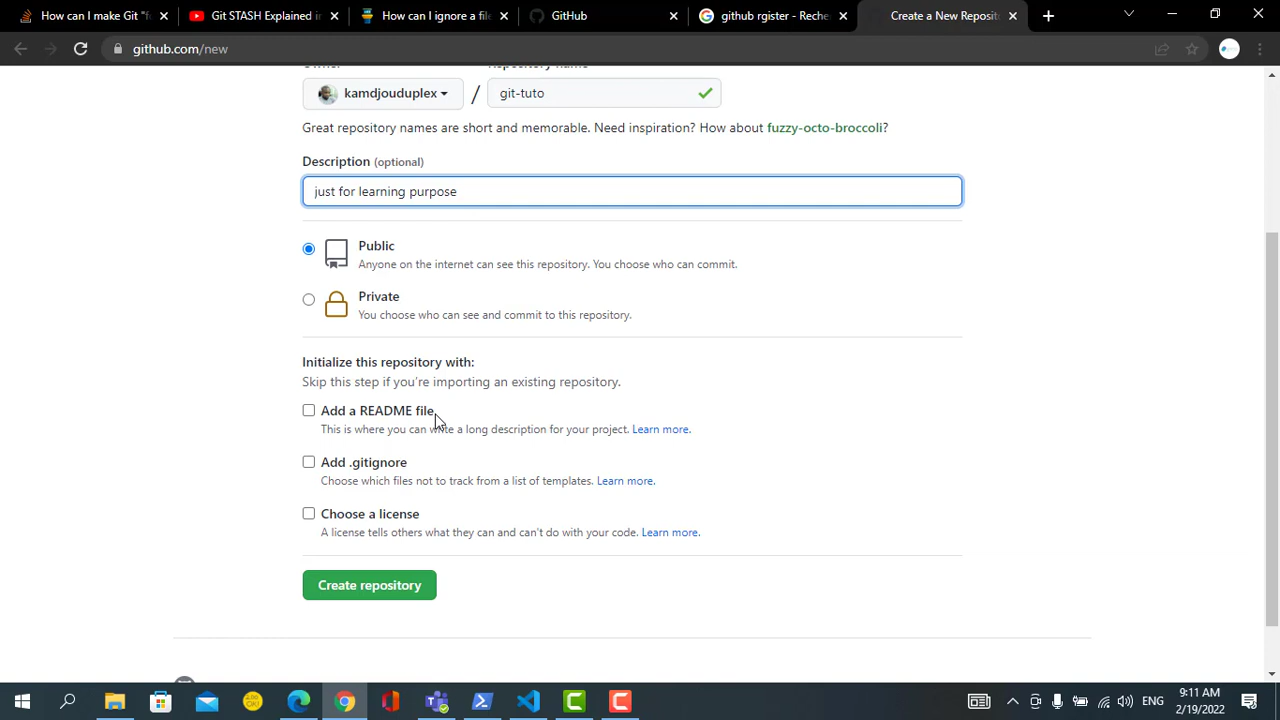 How can I make Git "f
Git STASH Explained in
How can I ignore a file
GitHub
github rgister - Recher
Create a New Reposit
github.com/new
kamdjouduplex
/
git-tuto
Great repository names are short and memorable. Need inspiration? How about fuzzy-octo-broccoli?
Description (optional)
just for learning purpose
Public
Anyone on the internet can see this repository. You choose who can commit.
Private
You choose who can see and commit to this repository.
Initialize this repository with:
Skip this step if you're importing an existing repository.
Add a README file
This is where you can write a long description for your project. Learn more.
Add .gitignore
Choose which files not to track from a list of templates. Learn more.
Choose a license
A license tells others what they can and can't do with your code. Learn more.
Create repository
ENG
9:11 AM
2/19/2022